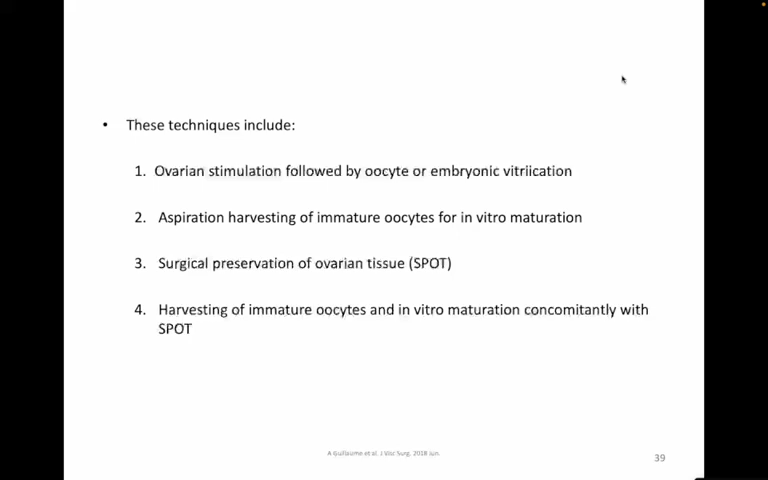 • These techniques include:
1. Ovarian stimulation followed by oocyte or embryonic vitriication
2. Aspiration harvesting of immature oocytes for in vitro maturation
3. Surgical preservation of ovarian tissue (SPOT)
4. Harvesting of immature oocytes and in vitro maturation concomitantly with
SPOT
A Guillaume et al. J Visc Surg. 2018 Jun.
39